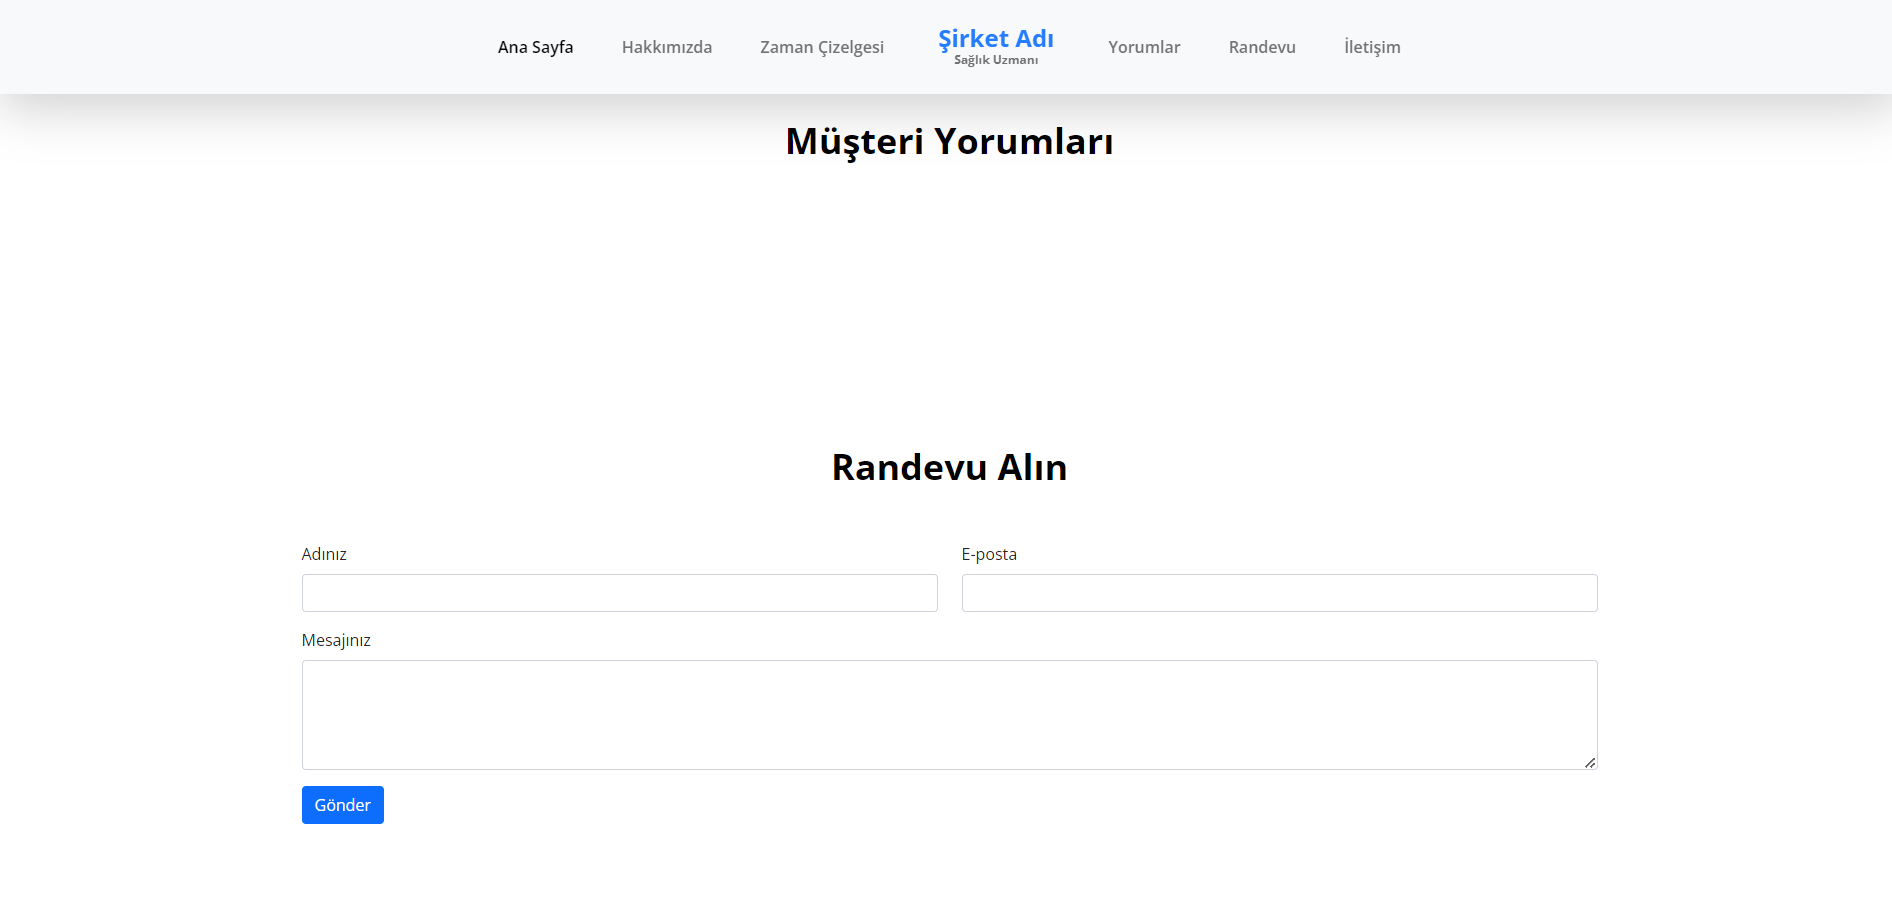 Ana Sayfa
Hakkımızda
Zaman Çizelgesi
Şirket Adı
Sağlık Uzmanı
Yorumlar
Randevu
İletişim
Müşteri Yorumları
Randevu Alın
Adınız
E-posta
Mesajınız
Gönder